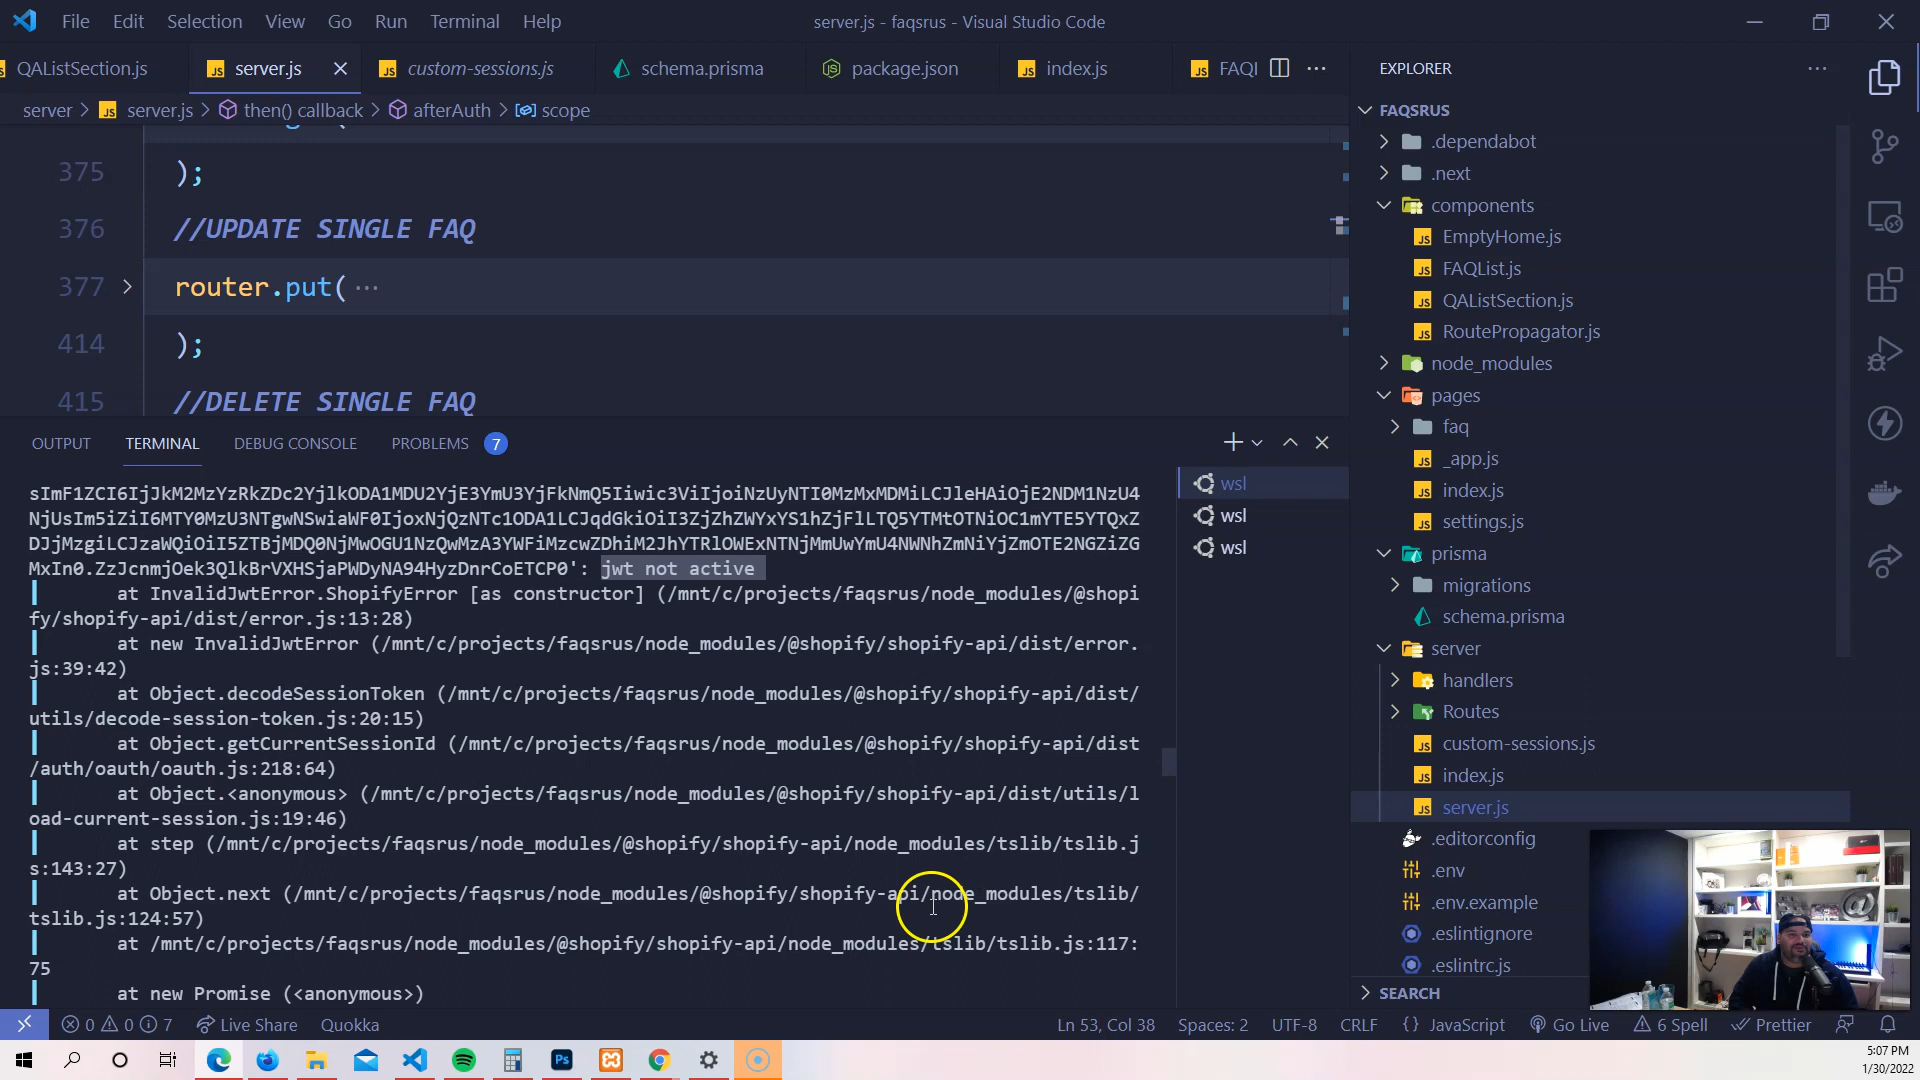 File Edit Selection View Go Run Terminal Help
server.js - faqsrus - Visual Studio Code
QAListSection.js server.js custom-sessions.js schema.prisma package.json index.js FAQI
server > server.js > then() callback > afterAuth > scope
375 );
376 //UPDATE SINGLE FAQ
377 router.put(···
414 );
415 //DELETE SINGLE FAQ
OUTPUT TERMINAL DEBUG CONSOLE PROBLEMS 7
sImF1ZCI6IjJkM2MzYzRkZDc2YjlkODA1MDU2YjE3YmU3YjFkNmQ5Iiwic3ViIjoiNzUyNTI0MzMxMDMiLCJleHAiOjE2NDM1NzU4
NjUsIm5iZiI6MTY0MzU3NTgwNSwiaWF0IjoxNjQzNTc1ODA1LCJqdGkiOiI3ZjZhZWYxYS1hZjFlLTQ5YTMtOTNiOC1mYTE5YTQxZ
DJjMzgiLCJzaWQiOiI5ZTBjMDQ0NjMwOGU1NzQwMzA3YWFiMzcwZDhiM2JhYTRlOWExNTNjMmUwYmU4NWNhZmNiYjZmOTE2NGZiZG
MxIn0.ZzJcnmjOek3QlkBrVXHSjaPWDyNA94HyzDnrCoETCP0': jwt not active
at InvalidJwtError.ShopifyError [as constructor] (/mnt/c/projects/faqsrus/node_modules/@shopi
fy/shopify-api/dist/error.js:13:28)
at new InvalidJwtError (/mnt/c/projects/faqsrus/node_modules/@shopify/shopify-api/dist/error.
js:39:42)
at Object.decodeSessionToken (/mnt/c/projects/faqsrus/node_modules/@shopify/shopify-api/dist/
utils/decode-session-token.js:20:15)
at Object.getCurrentSessionId (/mnt/c/projects/faqsrus/node_modules/@shopify/shopify-api/dist
/auth/oauth/oauth.js:218:64)
at Object.<anonymous> (/mnt/c/projects/faqsrus/node_modules/@shopify/shopify-api/dist/utils/l
oad-current-session.js:19:46)
at step (/mnt/c/projects/faqsrus/node_modules/@shopify/shopify-api/node_modules/tslib/tslib.j
s:143:27)
at Object.next (/mnt/c/projects/faqsrus/node_modules/@shopify/shopify-api/node_modules/tslib/
tslib.js:124:57)
at /mnt/c/projects/faqsrus/node_modules/@shopify/shopify-api/node_modules/tslib/tslib.js:117:
75
at new Promise (<anonymous>)
wsl
wsl
wsl
EXPLORER
FAQSRUS
.dependabot
.next
components
EmptyHome.js
FAQList.js
QAListSection.js
RoutePropagator.js
node_modules
pages
faq
_app.js
index.js
settings.js
prisma
migrations
schema.prisma
server
handlers
Routes
custom-sessions.js
index.js
server.js
.editorconfig
.env
.env.example
.eslintignore
.eslintrc.js
SEARCH
0 0 7 Live Share Quokka Ln 53, Col 38 Spaces: 2 UTF-8 CRLF {} JavaScript Go Live 6 Spell Prettier
Ps
5:07 PM
1/30/2022